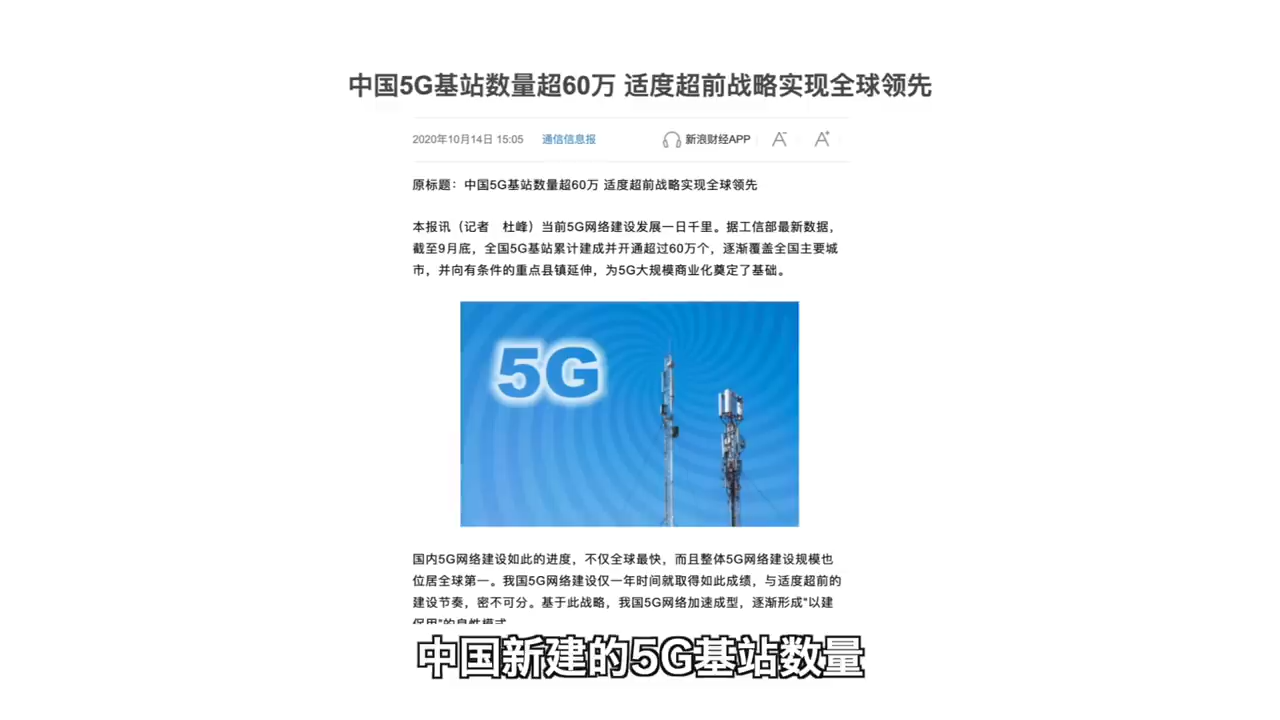 中国5G基站数量超60万 适度超前战略实现全球领先
2020年10月14日 15:05 通信信息报 新浪财经APP A- A+
原标题：中国5G基站数量超60万 适度超前战略实现全球领先
本报讯（记者 杜峰）当前5G网络建设发展一日千里。据工信部最新数据，
截至9月底，全国5G基站累计建成并开通超过60万个，逐渐覆盖全国主要城
市，并向有条件的重点县镇延伸，为5G大规模商业化奠定了基础。
5G
国内5G网络建设如此的进度，不仅全球最快，而且整体5G网络建设规模也
位居全球第一。我国5G网络建设仅一年时间就取得如此成绩，与适度超前的
建设节奏，密不可分。基于此战略，我国5G网络加速成型，逐渐形成"以建
中国新建的5G基站数量